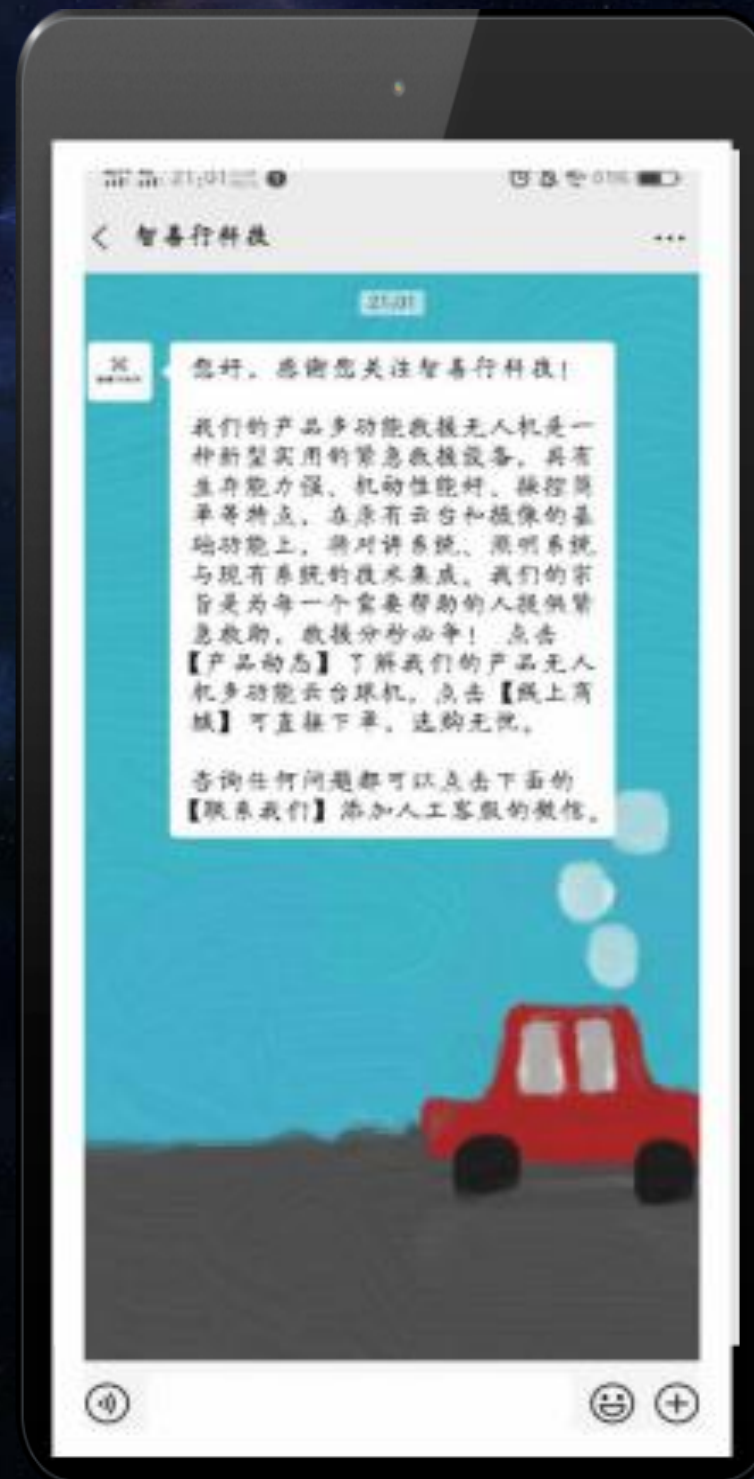 21:01
智善行科技
21:01
您好，感谢您关注智善行科技！
我们的产品多功能救援无人机是一
种新型实用的紧急救援设备，具有
生存能力强、机动性能好、操控简
单等特点，在原有云台和摄像的基
础功能上，将对讲系统、照明系统
与现有系统的技术集成，我们的宗
旨是为每一个需要帮助的人提供紧
急救助，救援分秒必争！ 点击
【产品动态】了解我们的产品无人
机多功能云台球机，点击【线上商
城】可直接下单，选购无忧。
咨询任何问题都可以点击下面的
【联系我们】添加人工客服的微信。